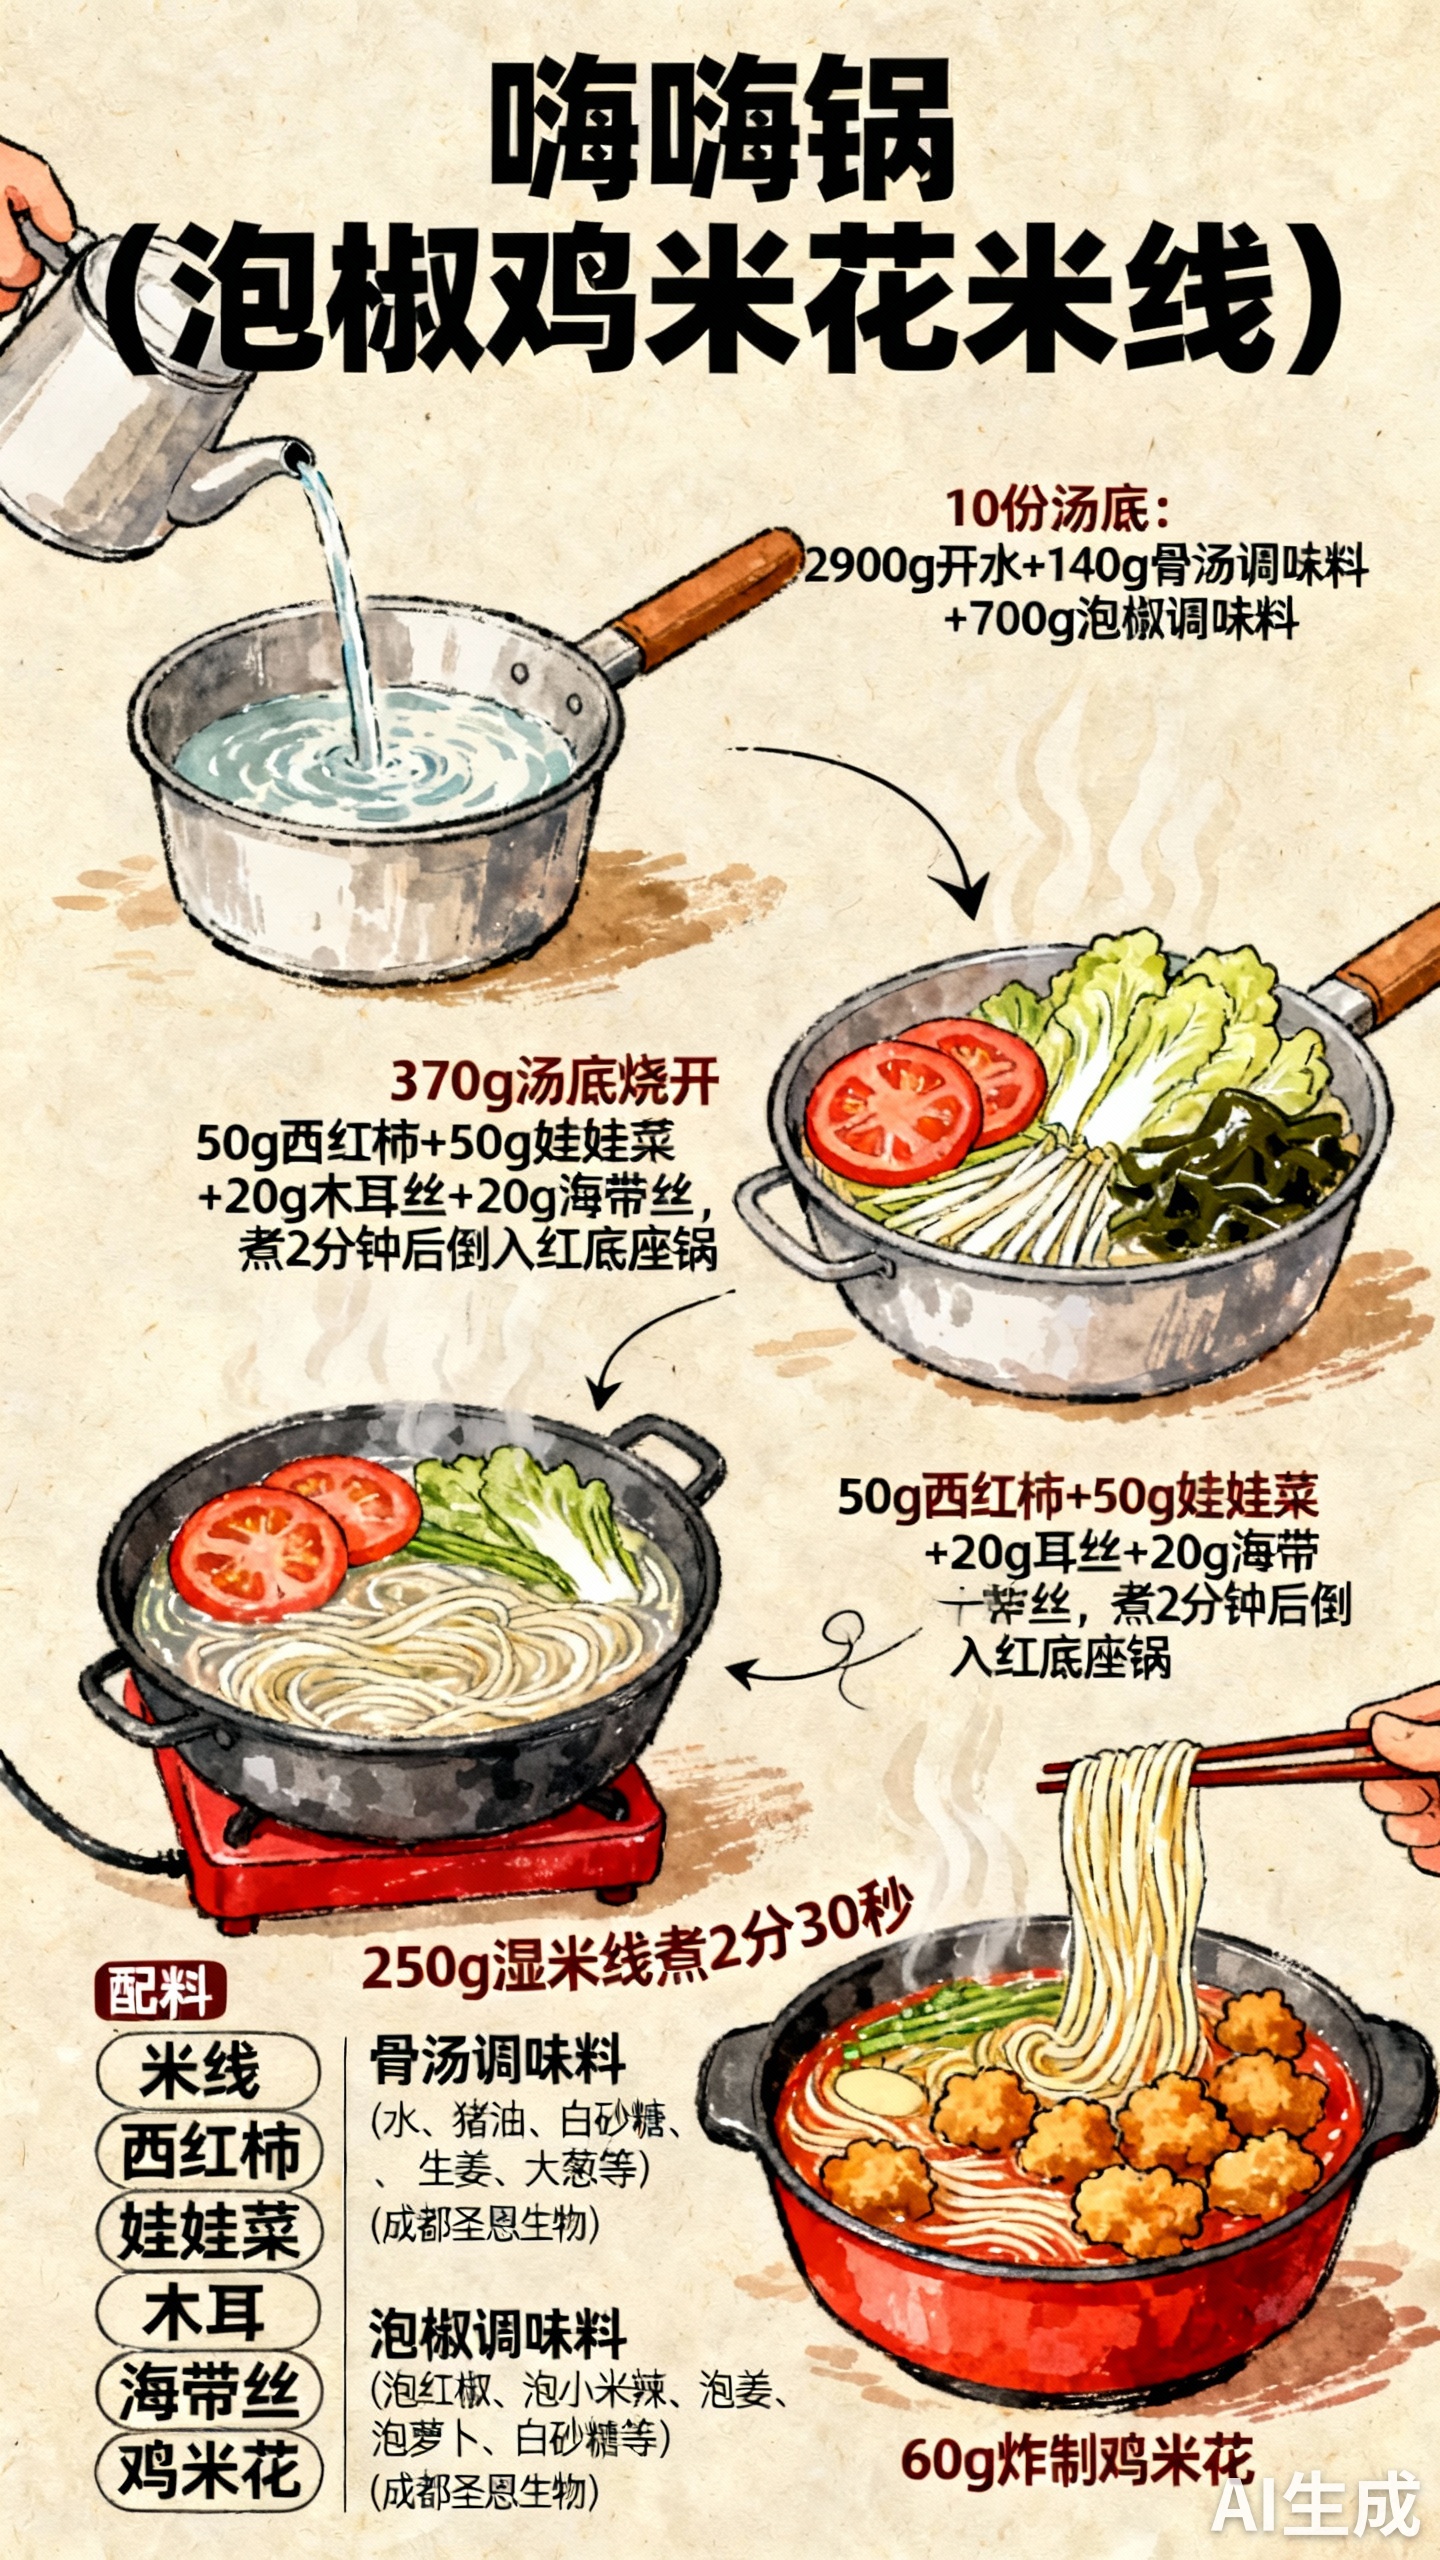 嗨嗨锅
(泡椒鸡米花米线)
10份汤底：
2900g开水+140g骨汤调味料
+700g泡椒调味料
370g汤底烧开
50g西红柿+50g娃娃菜
+20g木耳丝+20g海带丝，
煮2分钟后倒入红底座锅
50g西红柿+50g娃娃菜
+20g耳丝+20g海带
丝，煮2分钟后倒
入红底座锅
250g湿米线煮2分30秒
配料
米线
西红柿
娃娃菜
木耳
海带丝
鸡米花
骨汤调味料
(水、猪油、白砂糖、
、生姜、大葱等)
(成都圣恩生物)
泡椒调味料
(泡红椒、泡小米辣、泡姜、
泡萝卜、白砂糖等)
(成都圣恩生物)
60g炸制鸡米花
AI生成